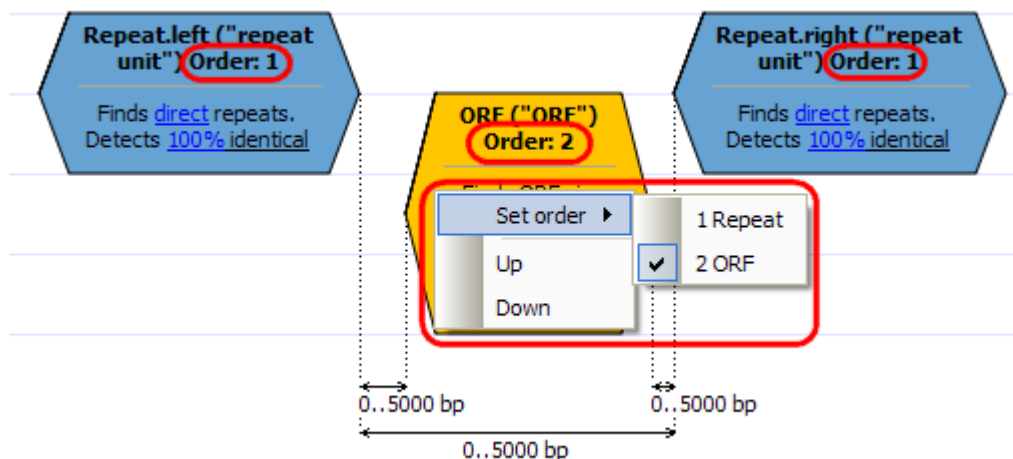 Repeat.left ("repeat
unit") Order: 1
Finds direct repeats.
Detects 100% identical
Repeat.right ("repeat
unit") Order: 1
Finds direct repeats.
Detects 100% identical
ORF ("ORF")
Order: 2
Set order
Up
Down
1 Repeat
2 ORF
0..5000 bp
0..5000 bp
0..5000 bp